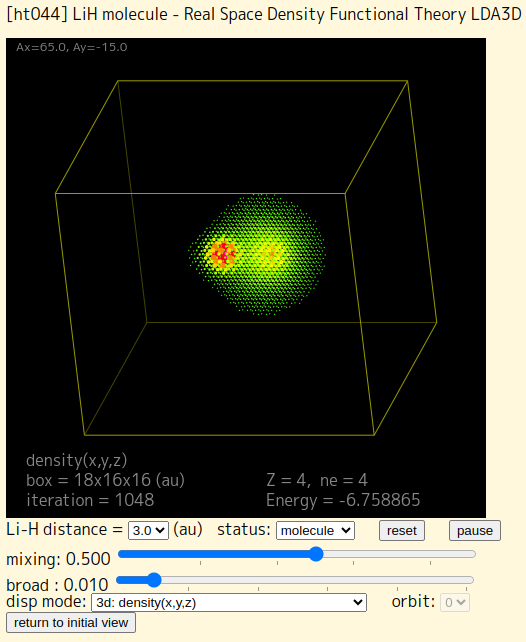 [ht044] LiH molecule - Real Space Density Functional Theory LDA3D
Ax=65.0, Ay=-15.0
density(x,y,z)
box = 18x16x16 (au)
Z = 4, ne = 4
iteration = 1048
Energy = -6.758865
Li-H distance = 3.0 (au) status: molecule reset pause
mixing: 0.500
broad : 0.010
disp mode: 3d: density(x,y,z) orbit: 0
return to initial view